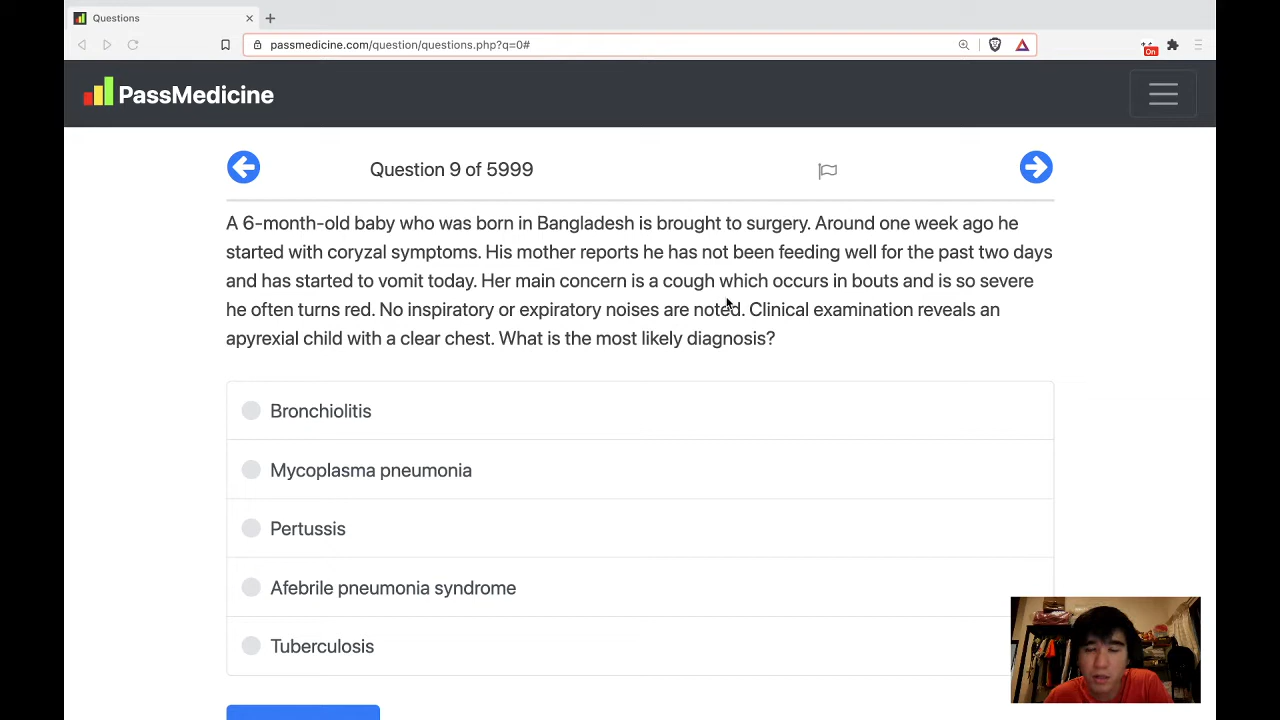 Questions
passmedicine.com/question/questions.php?q=0#
On
PassMedicine
Question 9 of 5999
A 6-month-old baby who was born in Bangladesh is brought to surgery. Around one week ago he
started with coryzal symptoms. His mother reports he has not been feeding well for the past two days
and has started to vomit today. Her main concern is a cough which occurs in bouts and is so severe
he often turns red. No inspiratory or expiratory noises are noted. Clinical examination reveals an
apyrexial child with a clear chest. What is the most likely diagnosis?
Bronchiolitis
Mycoplasma pneumonia
Pertussis
Afebrile pneumonia syndrome
Tuberculosis